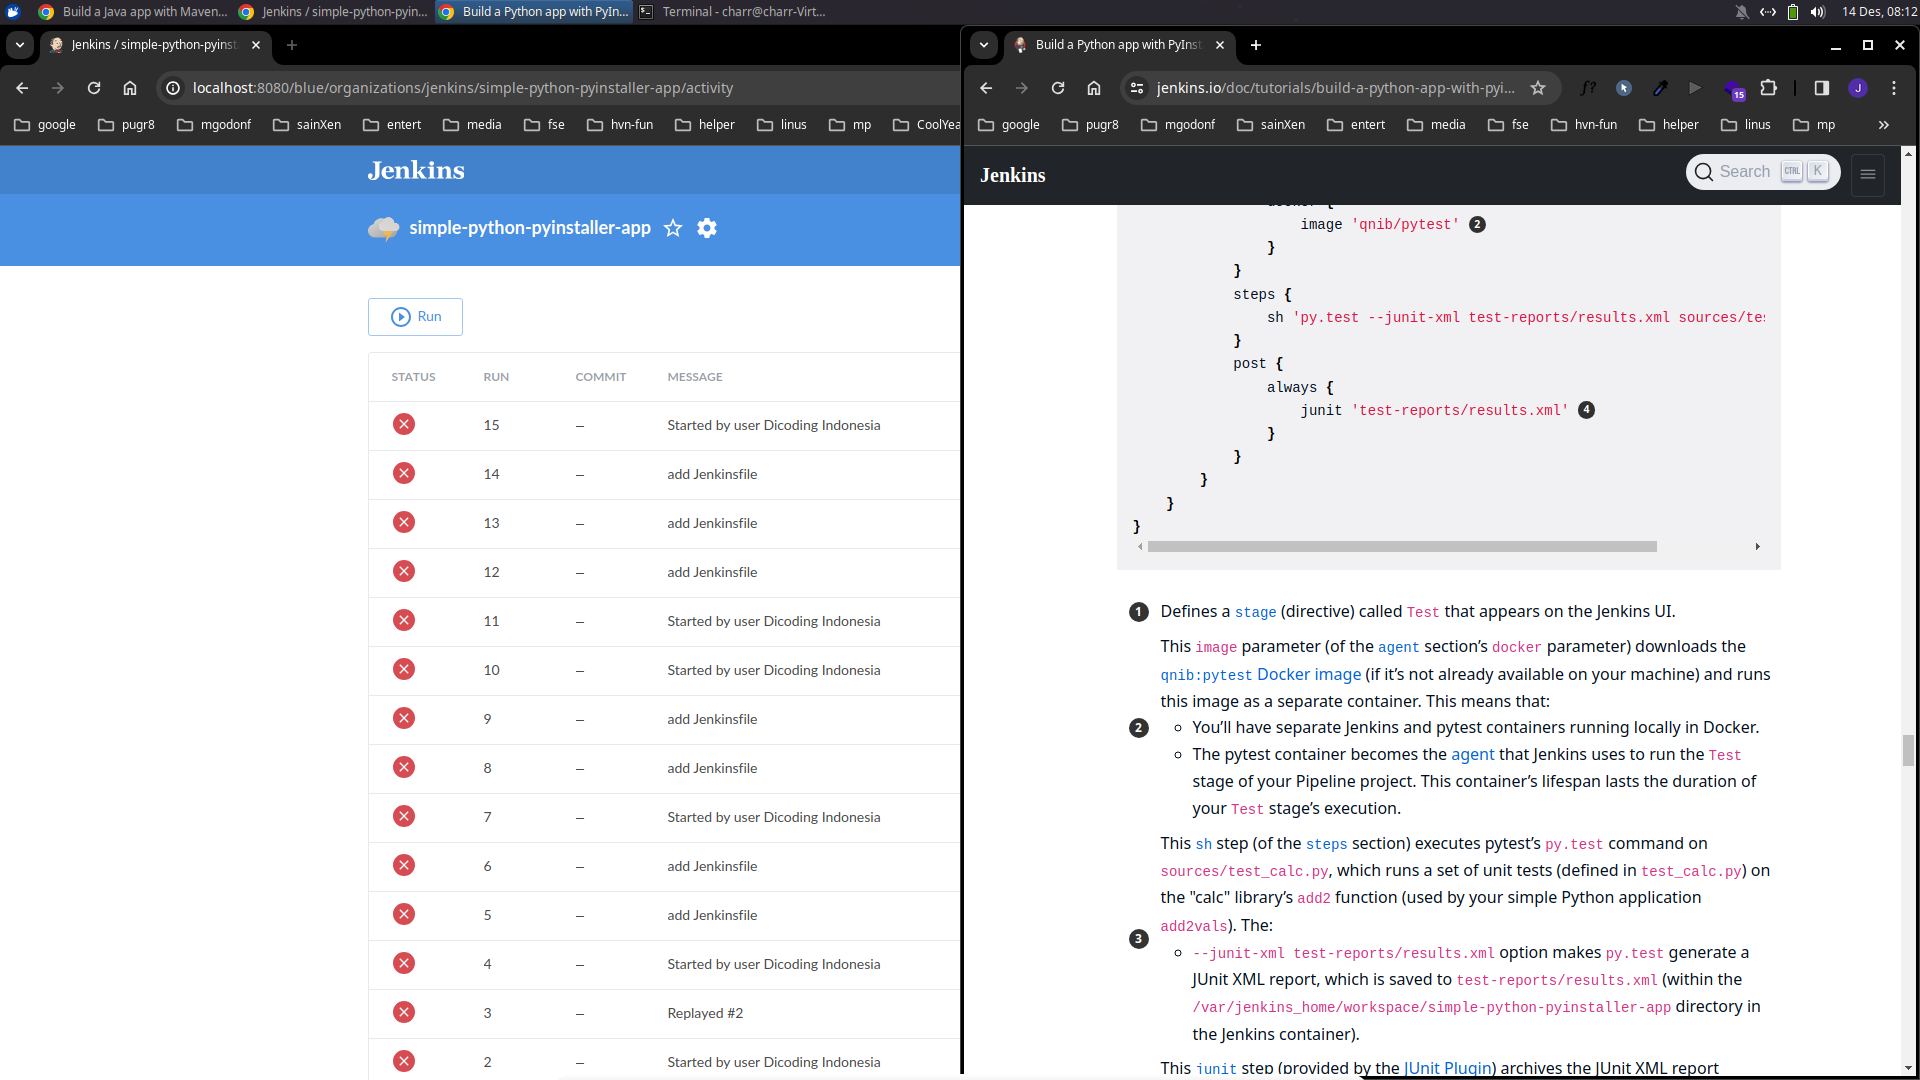 Build a Java app with Maven...
Jenkins / simple-python-pyin...
Build a Python app with PyIn...
Terminal - charr@charr-Virt...
14 Des, 08:12
Jenkins / simple-python-pyinst
localhost:8080/blue/organizations/jenkins/simple-python-pyinstaller-app/activity
google
pugr8
mgodonf
sainXen
entert
media
fse
hvn-fun
helper
linus
mp
CoolYea
Jenkins
simple-python-pyinstaller-app
Run
STATUS RUN COMMIT MESSAGE
15 – Started by user Dicoding Indonesia
14 – add Jenkinsfile
13 – add Jenkinsfile
12 – add Jenkinsfile
11 – Started by user Dicoding Indonesia
10 – Started by user Dicoding Indonesia
9 – add Jenkinsfile
8 – add Jenkinsfile
7 – Started by user Dicoding Indonesia
6 – add Jenkinsfile
5 – add Jenkinsfile
4 – Started by user Dicoding Indonesia
3 – Replayed #2
2 – Started by user Dicoding Indonesia
Build a Python app with PyInst
jenkins.io/doc/tutorials/build-a-python-app-with-pyi...
f?
15
J
google
pugr8
mgodonf
sainXen
entert
media
fse
hvn-fun
helper
linus
mp
»
Jenkins
Search CTRL K
image 'qnib/pytest' 2
}
}
steps {
sh 'py.test --junit-xml test-reports/results.xml sources/tes
}
post {
always {
junit 'test-reports/results.xml' 4
}
}
}
}
}
1 Defines a stage (directive) called Test that appears on the Jenkins UI.
This image parameter (of the agent section’s docker parameter) downloads the
qnib:pytest Docker image (if it’s not already available on your machine) and runs
this image as a separate container. This means that:
2 ◦ You’ll have separate Jenkins and pytest containers running locally in Docker.
◦ The pytest container becomes the agent that Jenkins uses to run the Test
stage of your Pipeline project. This container’s lifespan lasts the duration of
your Test stage’s execution.
This sh step (of the steps section) executes pytest’s py.test command on
sources/test_calc.py, which runs a set of unit tests (defined in test_calc.py) on
the "calc" library’s add2 function (used by your simple Python application
add2vals). The:
3
◦ --junit-xml test-reports/results.xml option makes py.test generate a
JUnit XML report, which is saved to test-reports/results.xml (within the
/var/jenkins_home/workspace/simple-python-pyinstaller-app directory in
the Jenkins container).
This junit step (provided by the JUnit Plugin) archives the JUnit XML report